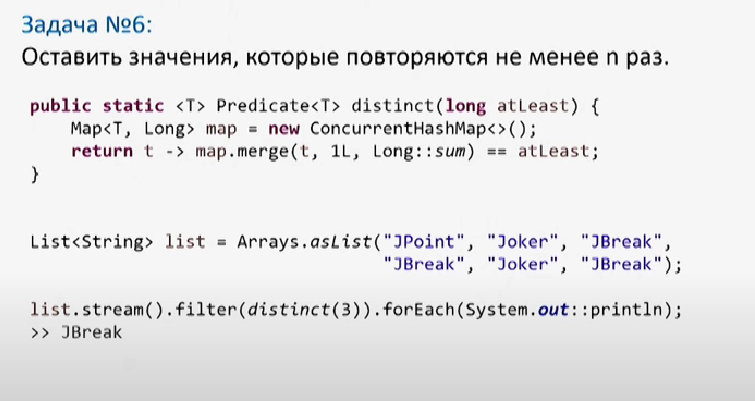 Задача №6:
Оставить значения, которые повторяются не менее n раз.
public static <T> Predicate<T> distinct(long atLeast) {
    Map<T, Long> map = new ConcurrentHashMap<>();
    return t -> map.merge(t, 1L, Long::sum) == atLeast;
}
List<String> list = Arrays.asList("JPoint", "Joker", "JBreak",
                                  "JBreak", "Joker", "JBreak");
list.stream().filter(distinct(3)).forEach(System.out::println);
>> JBreak